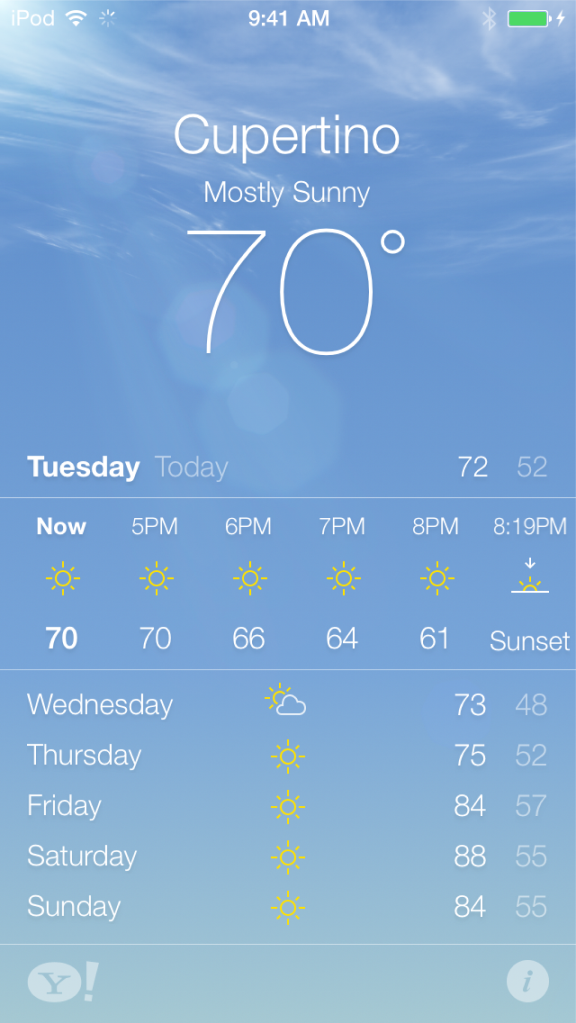 iPod 9:41 AM
Cupertino
Mostly Sunny
70°
Tuesday Today 72 52
Now 5PM 6PM 7PM 8PM 8:19PM
70 70 66 64 61 Sunset
Wednesday 73 48
Thursday 75 52
Friday 84 57
Saturday 88 55
Sunday 84 55
Y! i